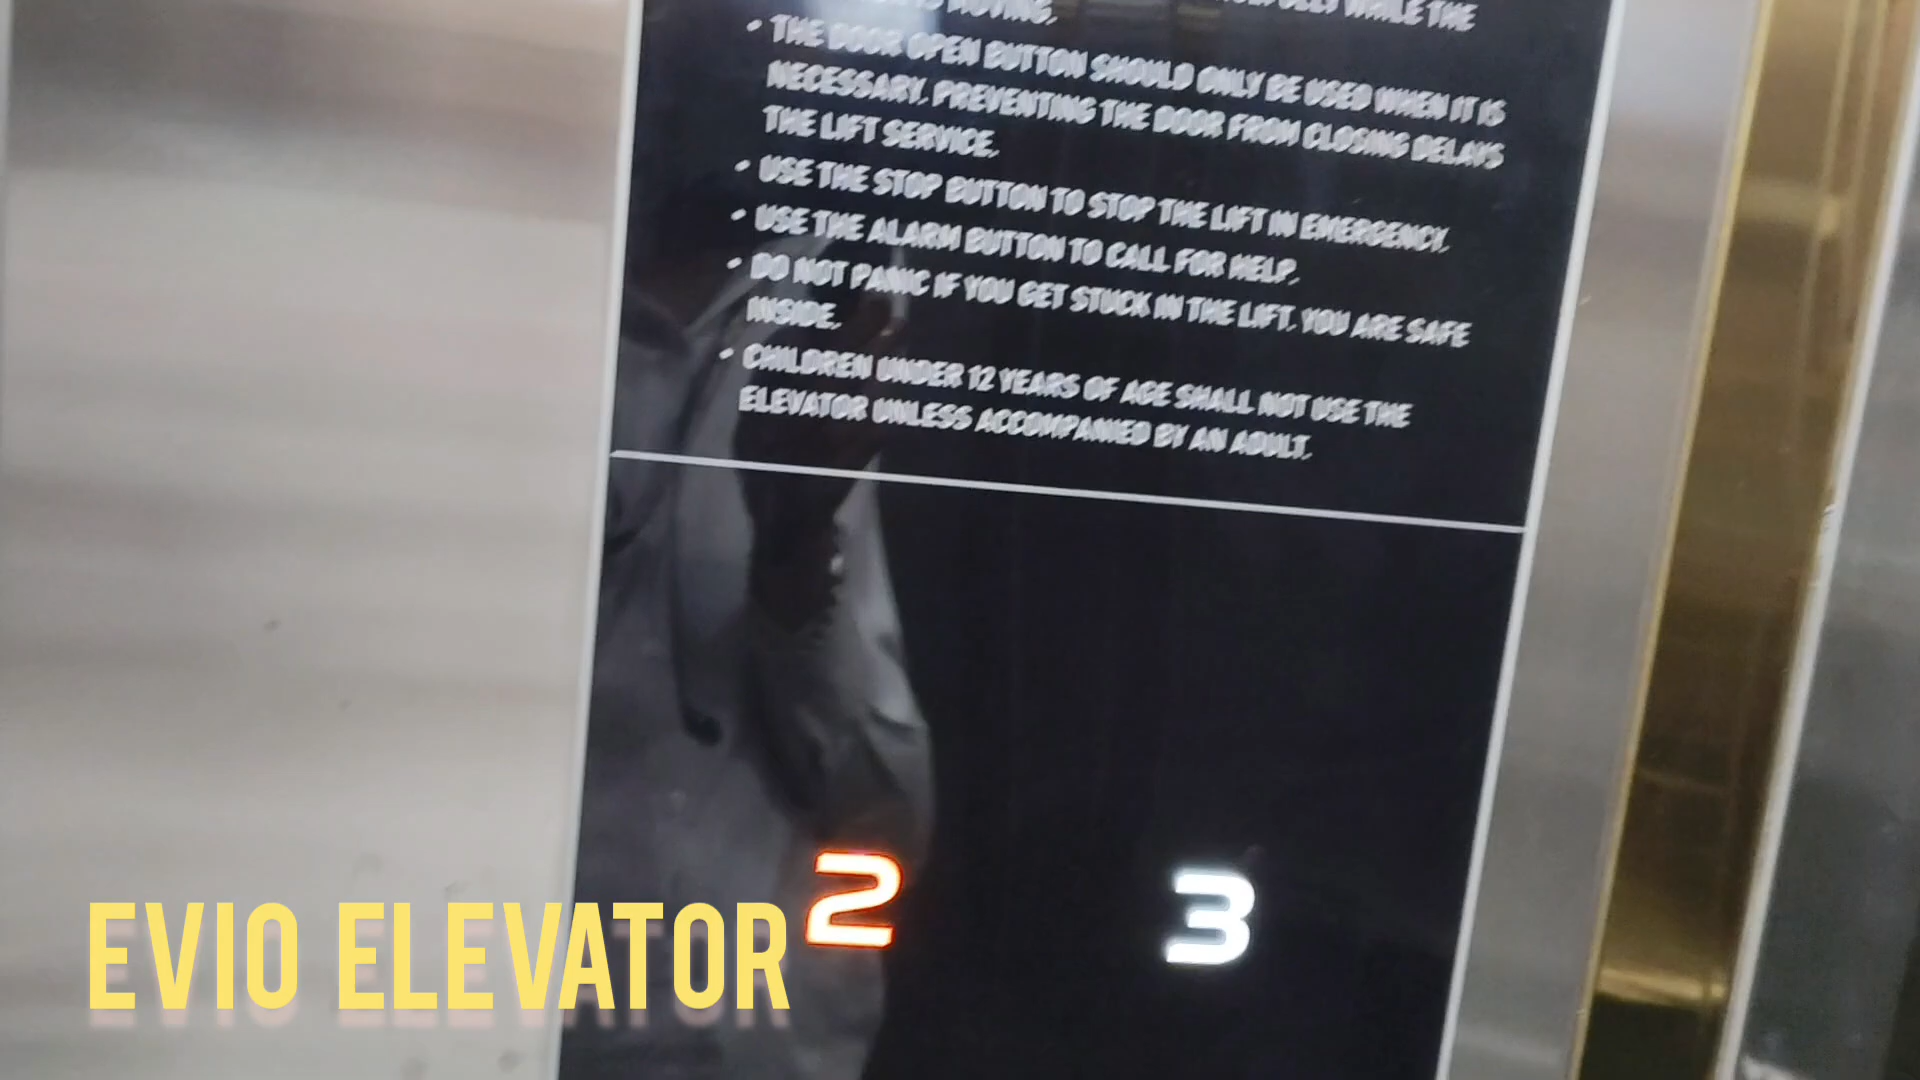 WHILE THE
MOVING.
• THE DOOR OPEN BUTTON SHOULD ONLY BE USED WHEN IT IS
NECESSARY. PREVENTING THE DOOR FROM CLOSING DELAYS
THE LIFT SERVICE.
• USE THE STOP BUTTON TO STOP THE LIFT IN EMERGENCY.
• USE THE ALARM BUTTON TO CALL FOR HELP.
• DO NOT PANIC IF YOU GET STUCK IN THE LIFT. YOU ARE SAFE
INSIDE.
• CHILDREN UNDER 12 YEARS OF AGE SHALL NOT USE THE
ELEVATOR UNLESS ACCOMPANIED BY AN ADULT.
2 3
EVIO ELEVATOR